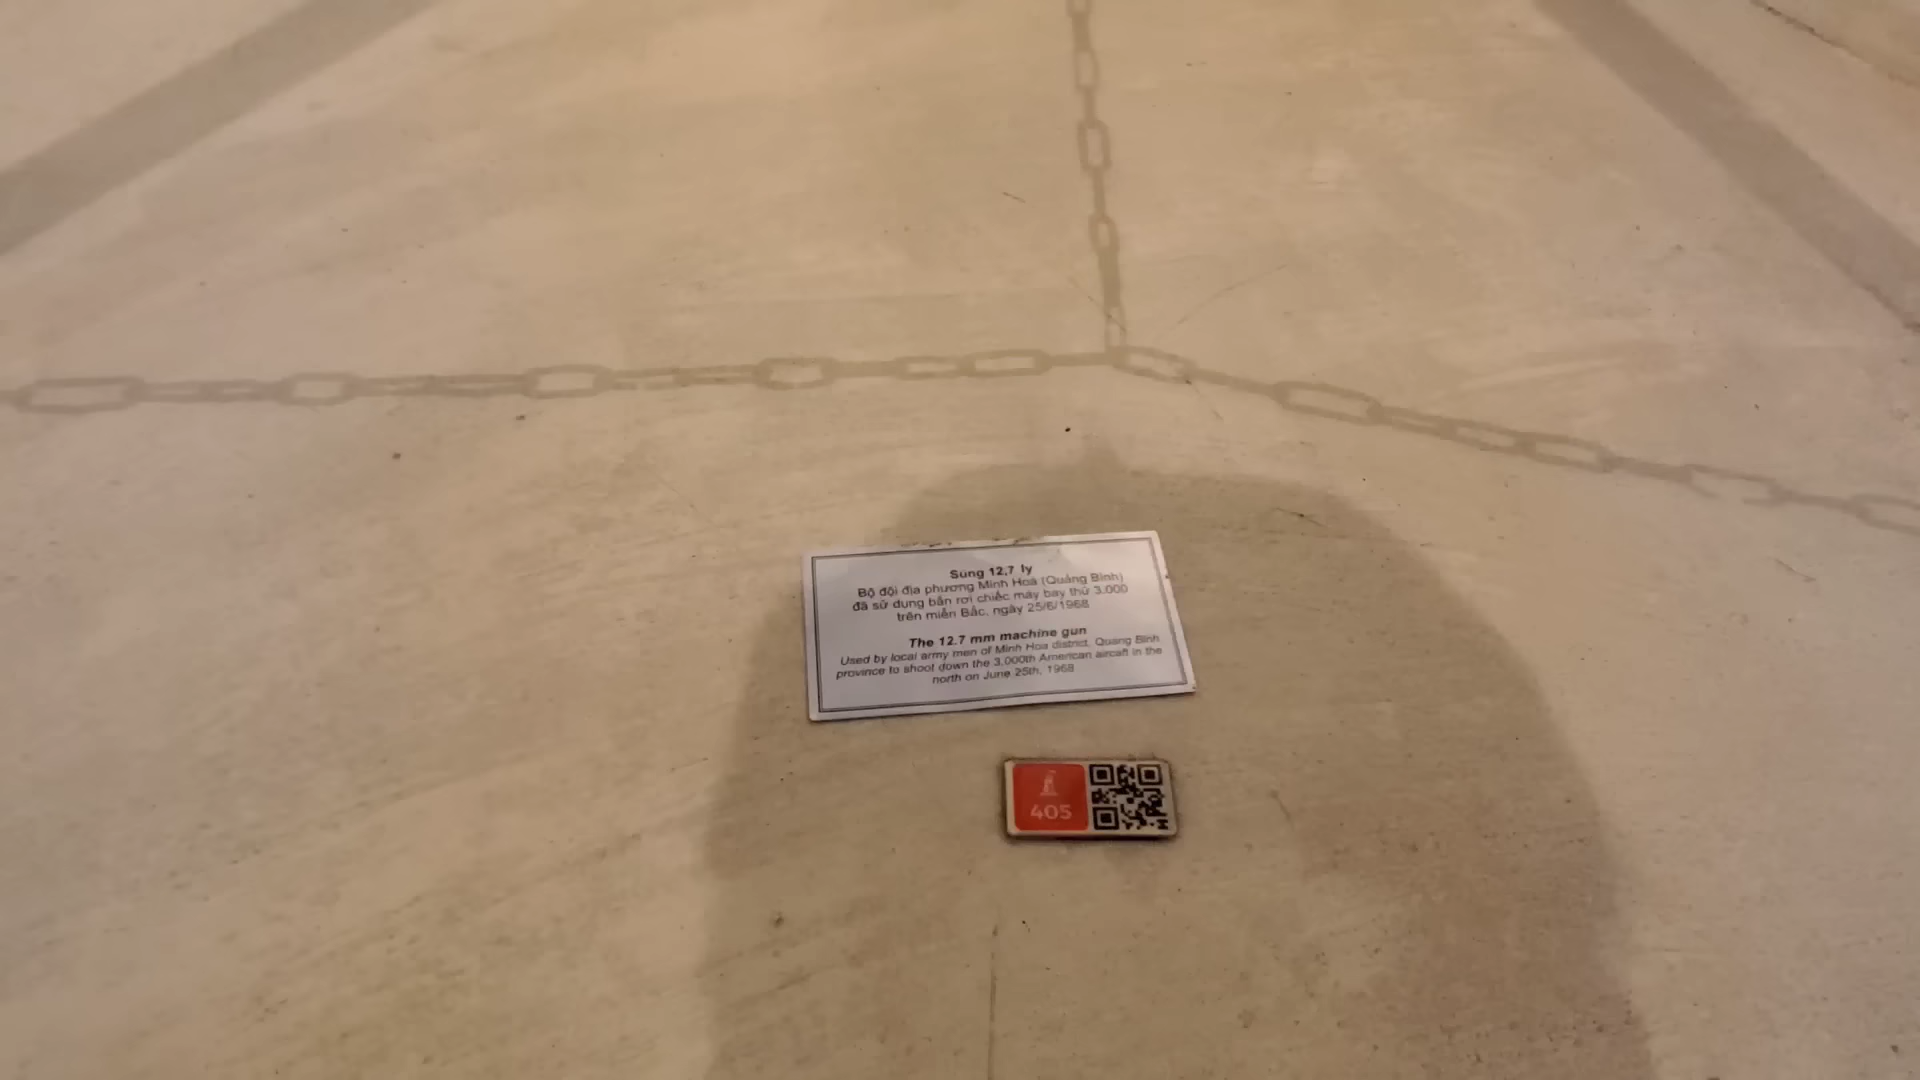 Súng 12,7 ly
Bộ đội địa phương Minh Hoá (Quảng Bình)
đã sử dụng bắn rơi chiếc máy bay thứ 3.000
trên miền Bắc, ngày 25/6/1968
The 12.7 mm machine gun
Used by local army men of Minh Hoa district, Quang Binh
province to shoot down the 3,000th American aircaft in the
north on June 25th, 1968
405